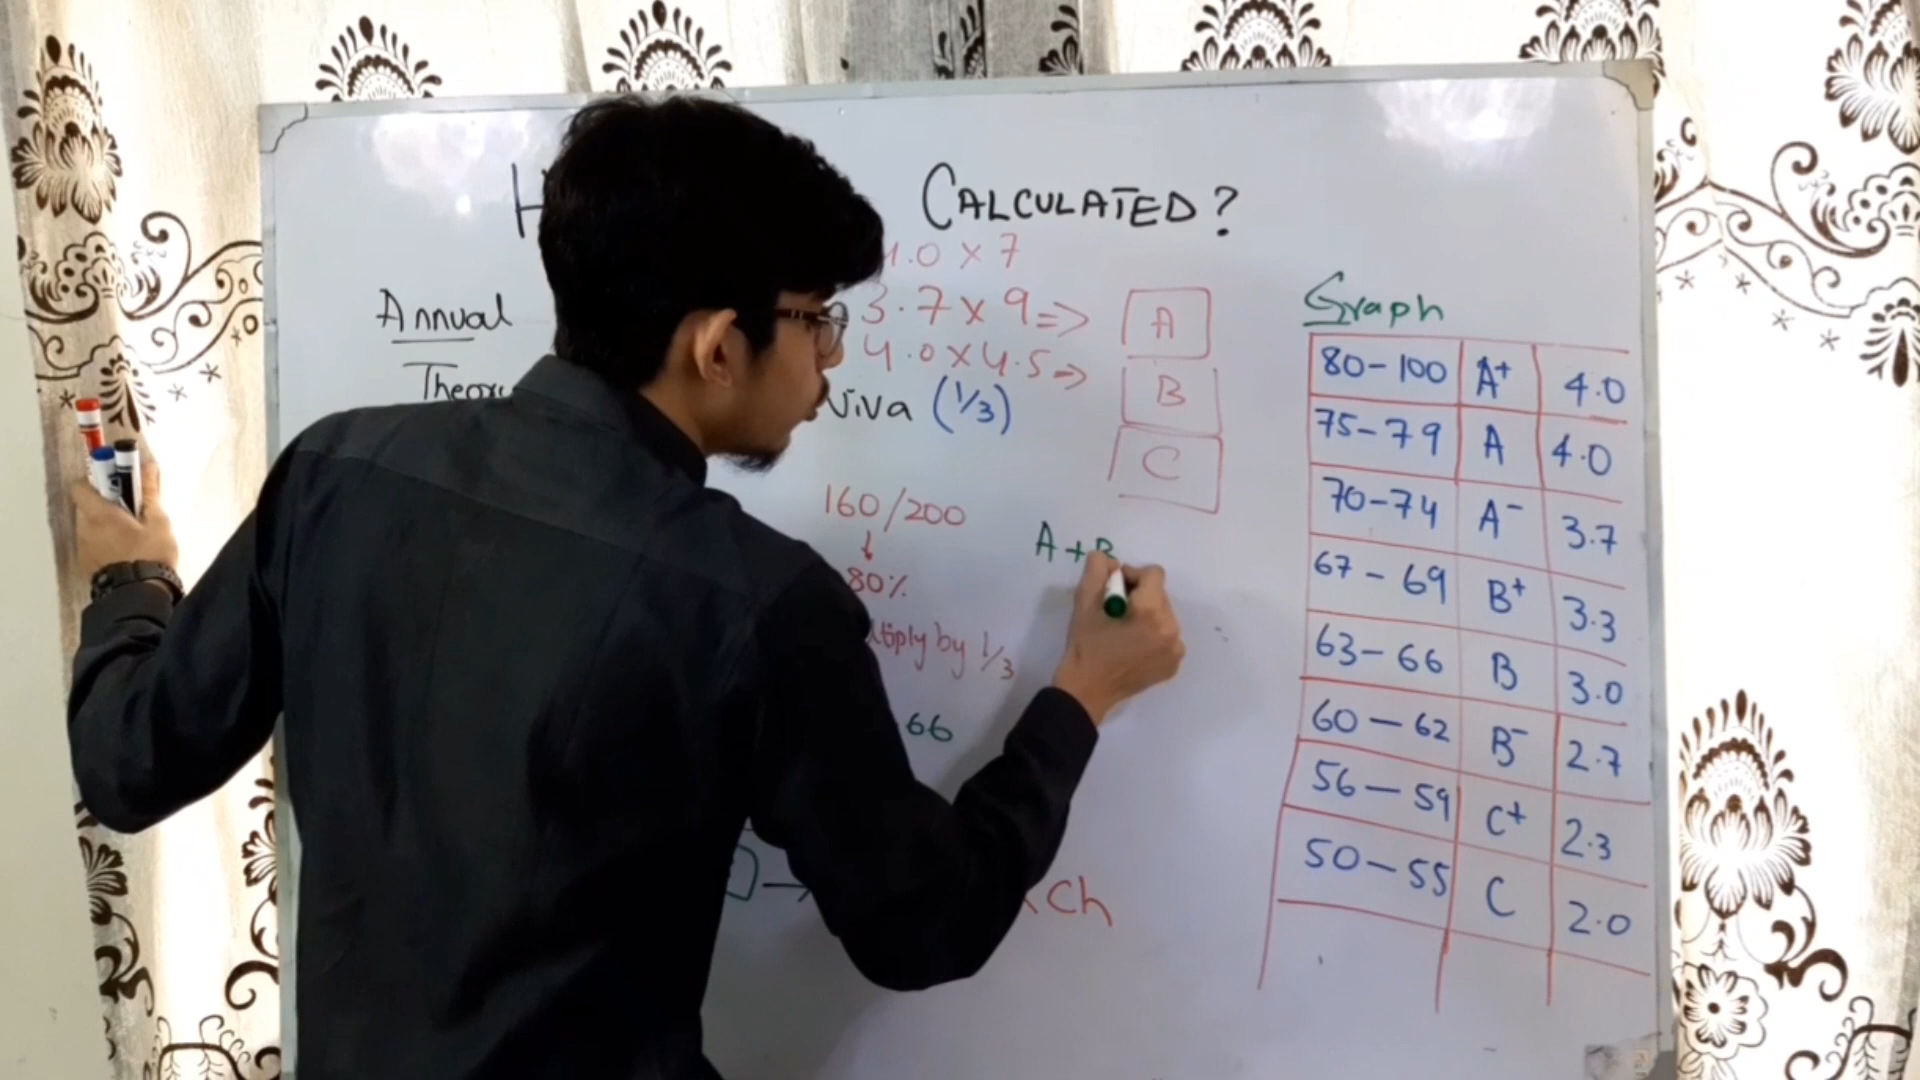 CALCULATED?
4.0 x 7
3.7 x 9 =>
4.0 x 4.5 =>
A
B
C
Annual
Theory
Viva (1/3)
160/200
↓
80%
by 1/3
66
A + B
x Ch
Graph
80 - 100 A+ 4.0
75 - 79 A 4.0
70 - 74 A- 3.7
67 - 69 B+ 3.3
63 - 66 B 3.0
60 - 62 B- 2.7
56 - 59 C+ 2.3
50 - 55 C 2.0